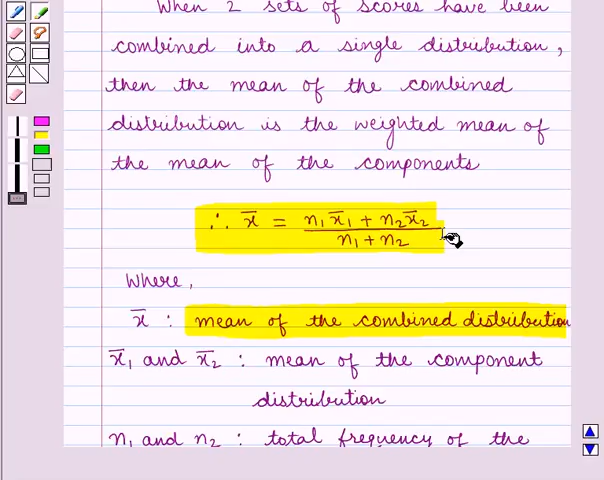 When 2 sets of scores have been
combined into a single distribution,
then the mean of the combined
distribution is the weighted mean of
the mean of the components
∴ x̄ = (n₁x̄₁ + n₂x̄₂) / (n₁ + n₂)
Where,
x̄ : mean of the combined distribution
x̄₁ and x̄₂ : mean of the component
distribution
n₁ and n₂ : total frequency of the